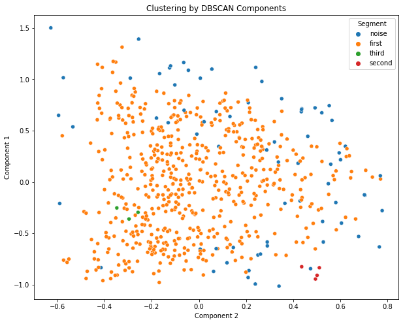 Clustering by DBSCAN Components
Segment
noise
first
third
second
Component 1
1.5
1.0
0.5
0.0
−0.5
−1.0
−0.6 −0.4 −0.2 0.0 0.2 0.4 0.6 0.8
Component 2